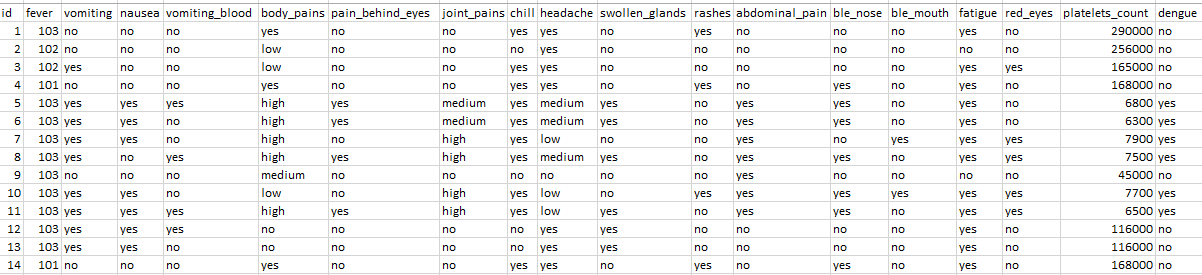 id fever vomiting nausea vomiting_blood body_pains pain_behind_eyes joint_pains chill headache swollen_glands rashes abdominal_pain ble_nose ble_mouth fatigue red_eyes platelets_count dengue
1 103 no no no yes no no yes yes no yes no no no yes no 290000 no
2 102 no no no low no no no yes no no no no no no no 256000 no
3 102 yes no no low no no yes yes no no no no no yes yes 165000 no
4 101 no no no yes no no yes yes no yes no yes no yes no 168000 no
5 103 yes yes yes high yes medium yes medium yes no yes yes no yes yes 6800 yes
6 103 yes yes no high yes medium yes medium yes no yes yes no yes yes 6300 yes
7 103 yes yes no high no high yes low no no yes no yes yes yes 7900 yes
8 103 yes no yes high yes high yes medium yes no yes yes no yes yes 7500 yes
9 103 no no no medium no no no no no no yes no no no no 45000 no
10 103 yes yes no low no high yes low no yes yes yes yes yes yes 7700 yes
11 103 yes yes yes high yes high yes low yes no yes yes no yes yes 6500 yes
12 103 yes yes yes no no no no yes yes no no no no yes no 116000 no
13 103 yes yes no no no no no yes yes no no no no yes no 116000 no
14 101 no no no yes no no yes yes no yes no yes no yes no 168000 no